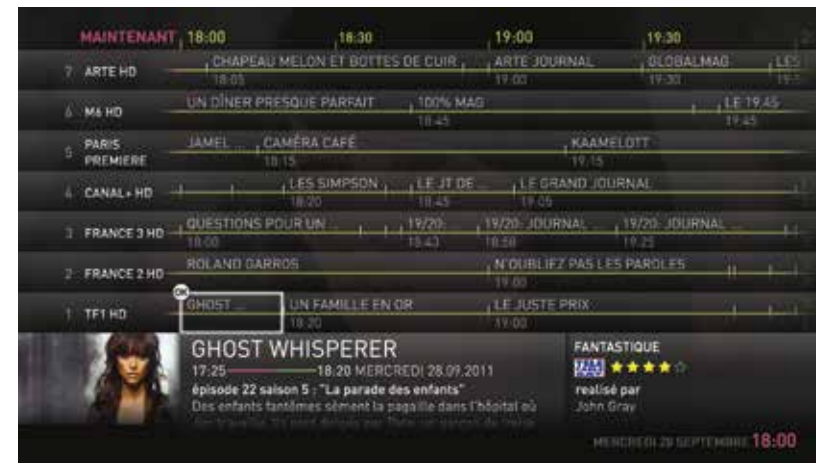 MAINTENANT 18:00 18:30 19:00 19:30
7 ARTE HD CHAPEAU MELON ET BOTTES DE CUIR ARTE JOURNAL GLOBALMAG LES
18:05 19:00 19:30
6 M6 HD UN DÎNER PRESQUE PARFAIT 100% MAG LE 19.45
18:45 19:45
5 PARIS PREMIERE JAMEL ... CAMÉRA CAFÉ KAAMELOTT
18:15 19:15
4 CANAL+ HD LES SIMPSON LE JT DE ... LE GRAND JOURNAL
18:20 18:45 19:05
3 FRANCE 3 HD QUESTIONS POUR UN ... 19/20: 19/20: JOURNAL ... 19/20: JOURNAL ...
18:00 18:43 18:58 19:25
2 FRANCE 2 HD ROLAND GARROS N'OUBLIEZ PAS LES PAROLES
19:00
OK
1 TF1 HD GHOST ... UN FAMILLE EN OR LE JUSTE PRIX
18:20 19:00
GHOST WHISPERER
17:25 18:20 MERCREDI 28.09.2011
épisode 22 saison 5 : "La parade des enfants"
Des enfants fantômes sèment la pagaille dans l'hôpital où
FANTASTIQUE
realisé par
John Gray
MERCREDI 28 SEPTEMBRE 18:00